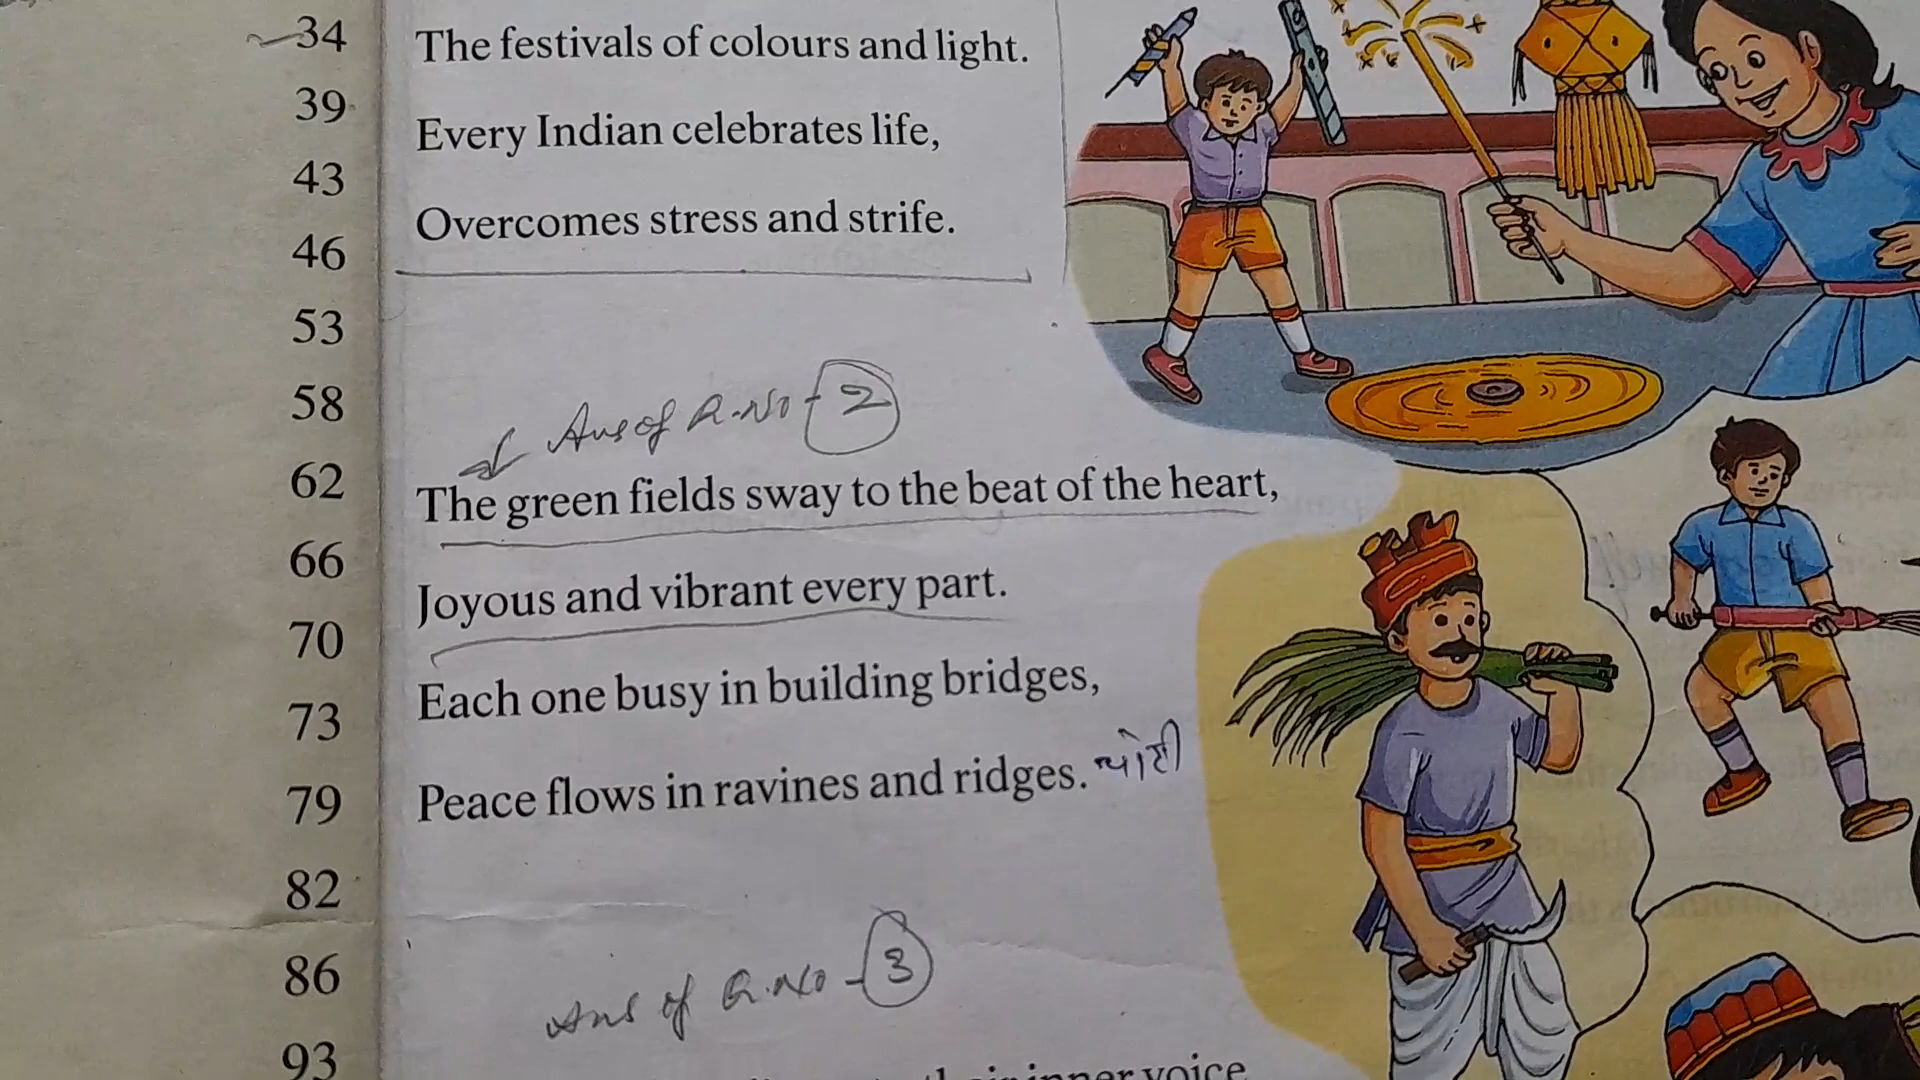 34
39
43
46
53
58
62
66
70
73
79
82
86
93
The festivals of colours and light.
Every Indian celebrates life,
Overcomes stress and strife.
Ans of Q.No - 2
The green fields sway to the beat of the heart,
Joyous and vibrant every part.
Each one busy in building bridges,
Peace flows in ravines and ridges. चोटी
Ans of Q.No - 3
inner voice